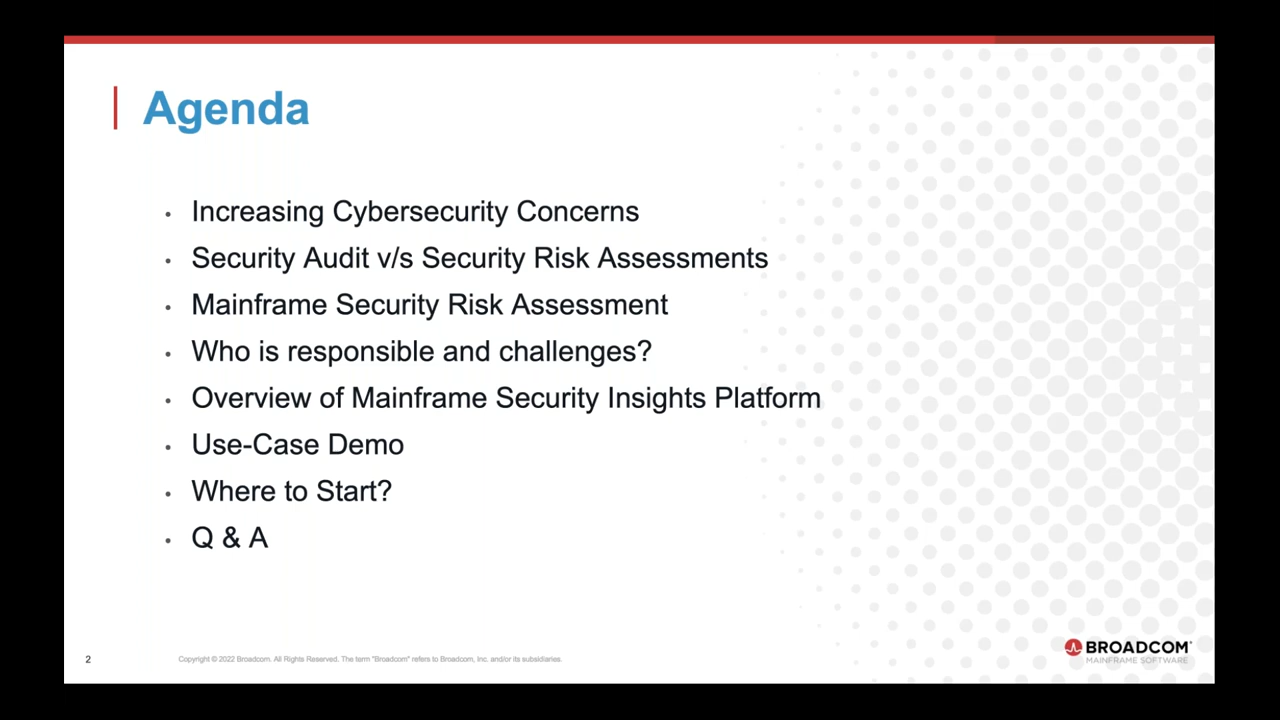 Agenda
• Increasing Cybersecurity Concerns
• Security Audit v/s Security Risk Assessments
• Mainframe Security Risk Assessment
• Who is responsible and challenges?
• Overview of Mainframe Security Insights Platform
• Use-Case Demo
• Where to Start?
• Q & A
2
Copyright © 2022 Broadcom. All Rights Reserved. The term "Broadcom" refers to Broadcom, Inc. and/or its subsidiaries.
BROADCOM®
MAINFRAME SOFTWARE